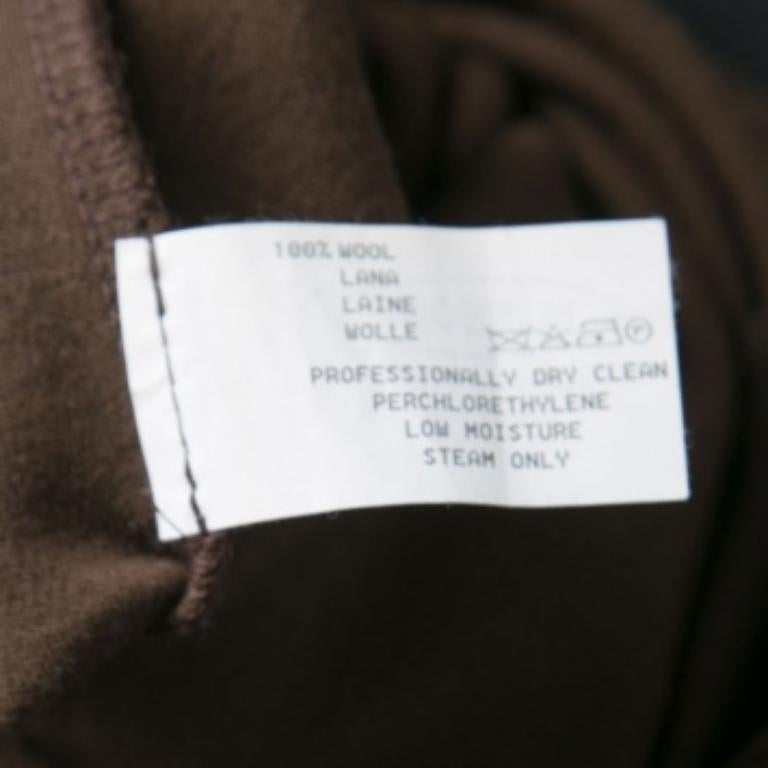 100% WOOL
LANA
LAINE
WOLLE
P
PROFESSIONALLY DRY CLEAN
PERCHLORETHYLENE
LOW MOISTURE
STEAM ONLY